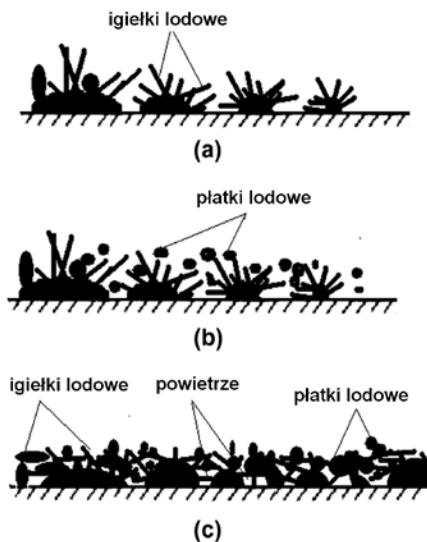 igiełki lodowe
(a)
płatki lodowe
(b)
igiełki lodowe powietrze płatki lodowe
(c)